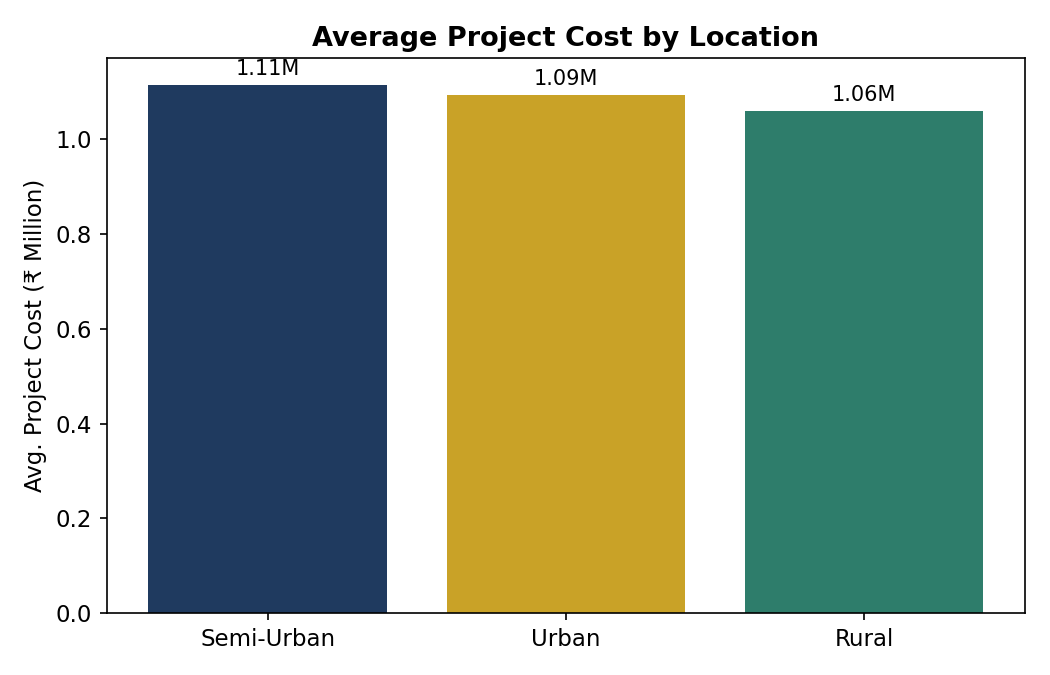 Average Project Cost by Location
1.11M
1.09M
1.06M
Avg. Project Cost (₹ Million)
1.0
0.8
0.6
0.4
0.2
0.0
Semi-Urban
Urban
Rural